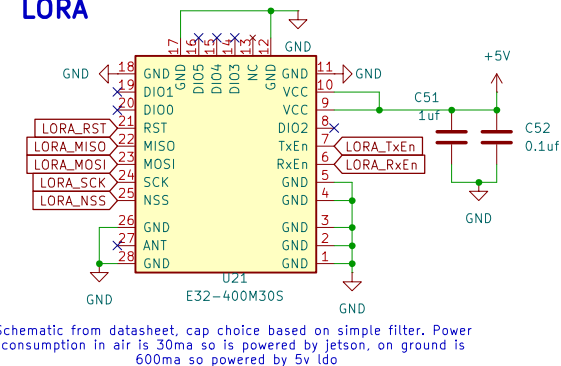 LORA
17
16
15
14
13
12
GND
DIO5
DIO4
DIO3
NC
GND
GND
GND
18
GND
19
DIO1
20
DIO0
LORA_RST
21
RST
LORA_MISO
22
MISO
LORA_MOSI
23
MOSI
LORA_SCK
24
SCK
LORA_NSS
25
NSS
26
GND
27
ANT
28
GND
GND
GND
11
GND
VCC
10
VCC
9
DIO2
8
TxEn
7
LORA_TxEn
RxEn
6
LORA_RxEn
GND
5
GND
4
GND
3
GND
2
GND
1
GND
+5V
C51
1uf
C52
0.1uf
GND
U21
E32-400M30S
Schematic from datasheet, cap choice based on simple filter. Power
consumption in air is 30ma so is powered by jetson, on ground is
600ma so powered by 5v ldo